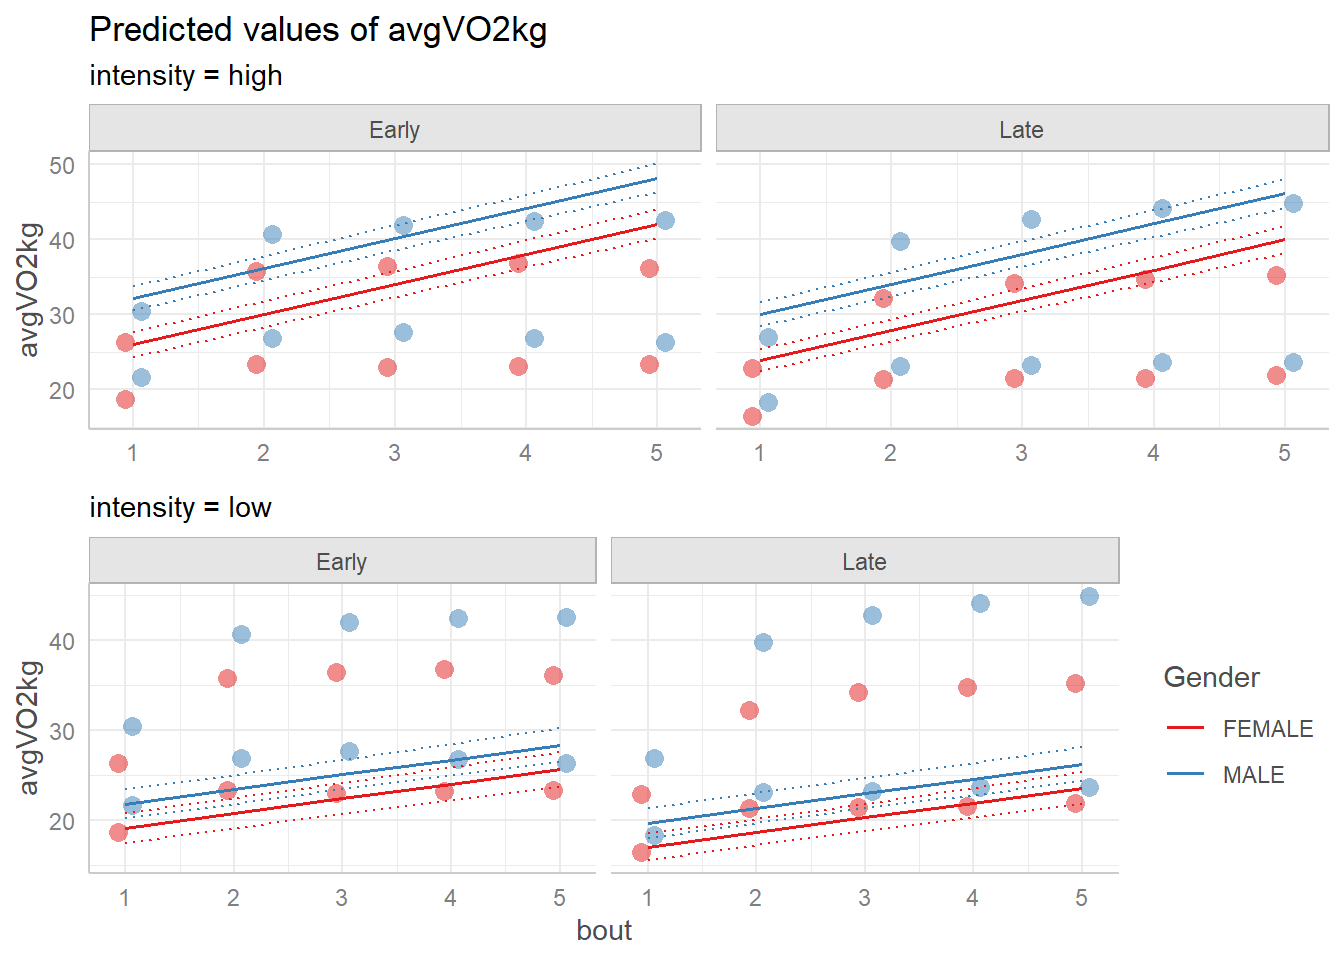 Predicted values of avgVO2kg
intensity = high
Early Late
50
40
30
20
avgVO2kg
1 2 3 4 5 1 2 3 4 5
intensity = low
Early Late
40
30
20
avgVO2kg
1 2 3 4 5 1 2 3 4 5
bout
Gender
FEMALE
MALE